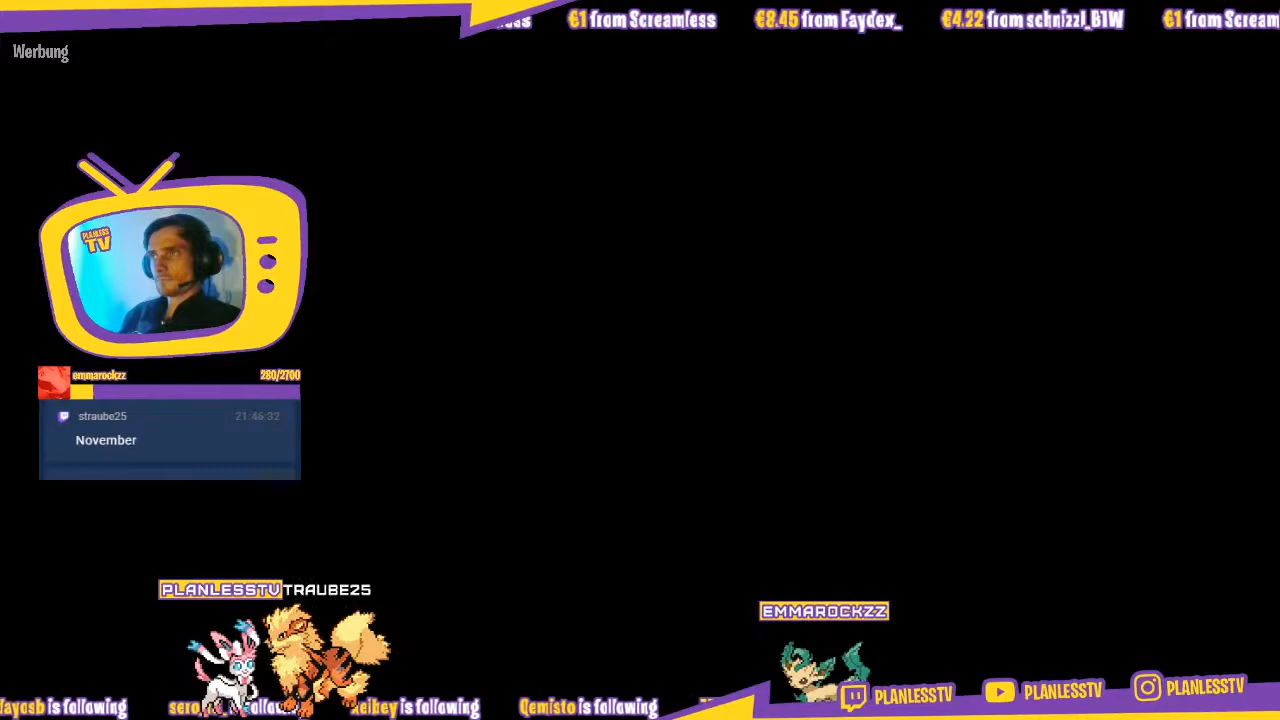 €1 from Screamless €8.45 from Faydex_ €4.22 from schnizzl_BTW €1 from Scream
Werbung
PLANLESS
TV
emmarockzz 280/2700
straube25 21:46:32
November
PLANLESSTV TRAUBE25
EMMAROCKZZ
is following is following Qemisto is following
PLANLESSTV PLANLESSTV PLANLESSTV